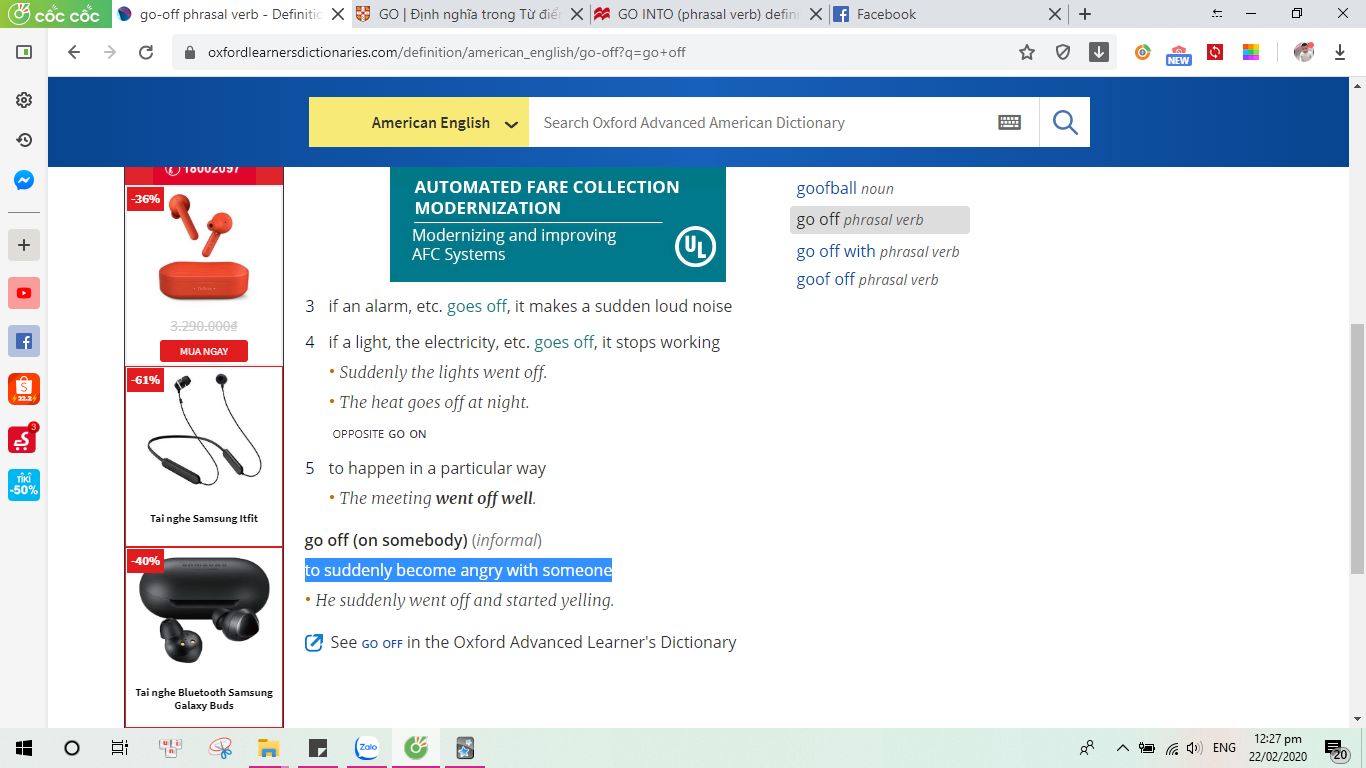 cốc cốc
go-off phrasal verb - Definitio
GO | Định nghĩa trong Từ điể
GO INTO (phrasal verb) defini
Facebook
oxfordlearnersdictionaries.com/definition/american_english/go-off?q=go+off
NEW
American English
Search Oxford Advanced American Dictionary
18002097
-36%
3.290.000₫
MUA NGAY
-61%
Tai nghe Samsung Itfit
-40%
SAMSUNG
Tai nghe Bluetooth Samsung
Galaxy Buds
AUTOMATED FARE COLLECTION
MODERNIZATION
Modernizing and improving
AFC Systems
UL
goofball noun
go off phrasal verb
go off with phrasal verb
goof off phrasal verb
3 if an alarm, etc. goes off, it makes a sudden loud noise
4 if a light, the electricity, etc. goes off, it stops working
• Suddenly the lights went off.
• The heat goes off at night.
OPPOSITE GO ON
5 to happen in a particular way
• The meeting went off well.
go off (on somebody) (informal)
to suddenly become angry with someone
• He suddenly went off and started yelling.
See GO OFF in the Oxford Advanced Learner's Dictionary
22.2
3
TIKI
-50%
Zalo
ENG
12:27 pm
22/02/2020
20